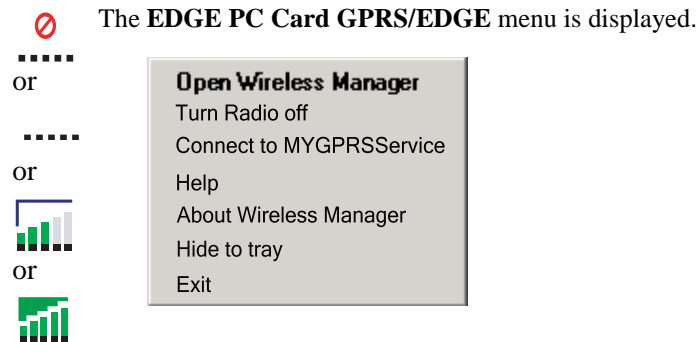 The EDGE PC Card GPRS/EDGE menu is displayed.
or
or
or
Open Wireless Manager
Turn Radio off
Connect to MYGPRSService
Help
About Wireless Manager
Hide to tray
Exit